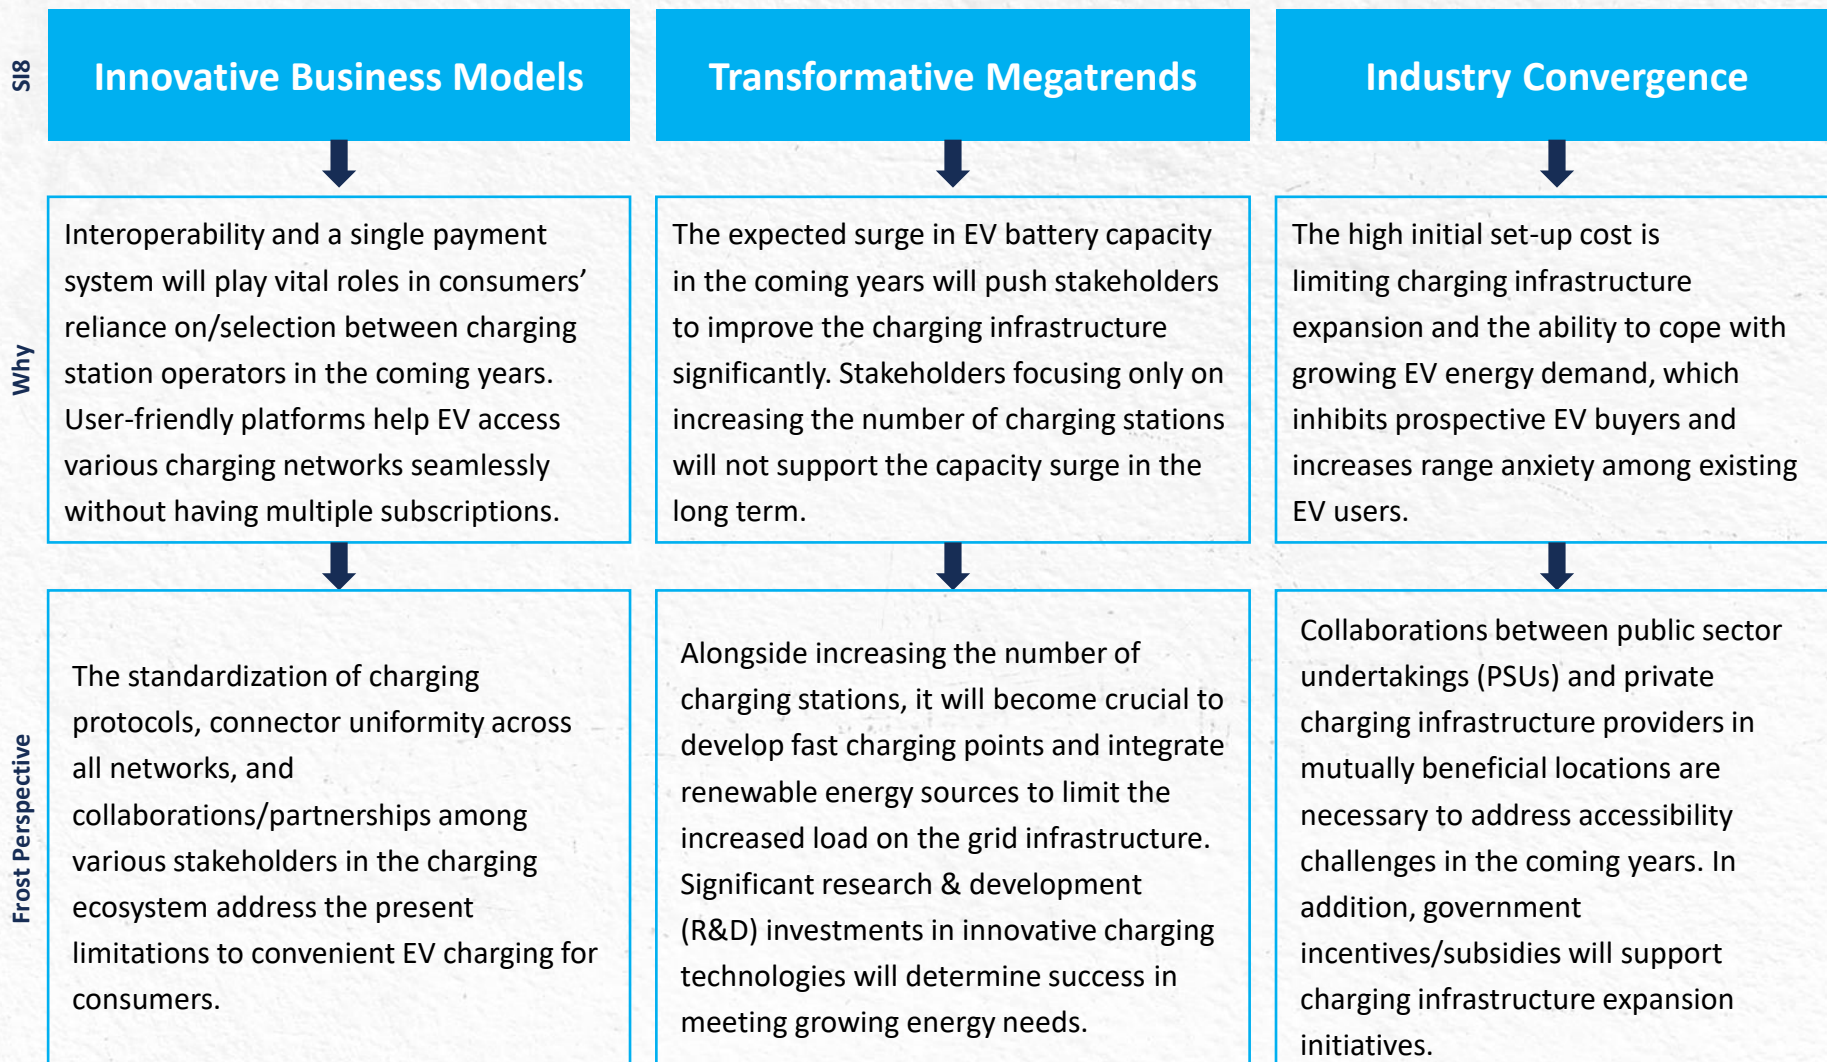 SI8
Innovative Business Models
Transformative Megatrends
Industry Convergence
Why
Interoperability and a single payment
system will play vital roles in consumers’
reliance on/selection between charging
station operators in the coming years.
User-friendly platforms help EV access
various charging networks seamlessly
without having multiple subscriptions.
The expected surge in EV battery capacity
in the coming years will push stakeholders
to improve the charging infrastructure
significantly. Stakeholders focusing only on
increasing the number of charging stations
will not support the capacity surge in the
long term.
The high initial set-up cost is
limiting charging infrastructure
expansion and the ability to cope with
growing EV energy demand, which
inhibits prospective EV buyers and
increases range anxiety among existing
EV users.
Frost Perspective
The standardization of charging
protocols, connector uniformity across
all networks, and
collaborations/partnerships among
various stakeholders in the charging
ecosystem address the present
limitations to convenient EV charging for
consumers.
Alongside increasing the number of
charging stations, it will become crucial to
develop fast charging points and integrate
renewable energy sources to limit the
increased load on the grid infrastructure.
Significant research & development
(R&D) investments in innovative charging
technologies will determine success in
meeting growing energy needs.
Collaborations between public sector
undertakings (PSUs) and private
charging infrastructure providers in
mutually beneficial locations are
necessary to address accessibility
challenges in the coming years. In
addition, government
incentives/subsidies will support
charging infrastructure expansion
initiatives.